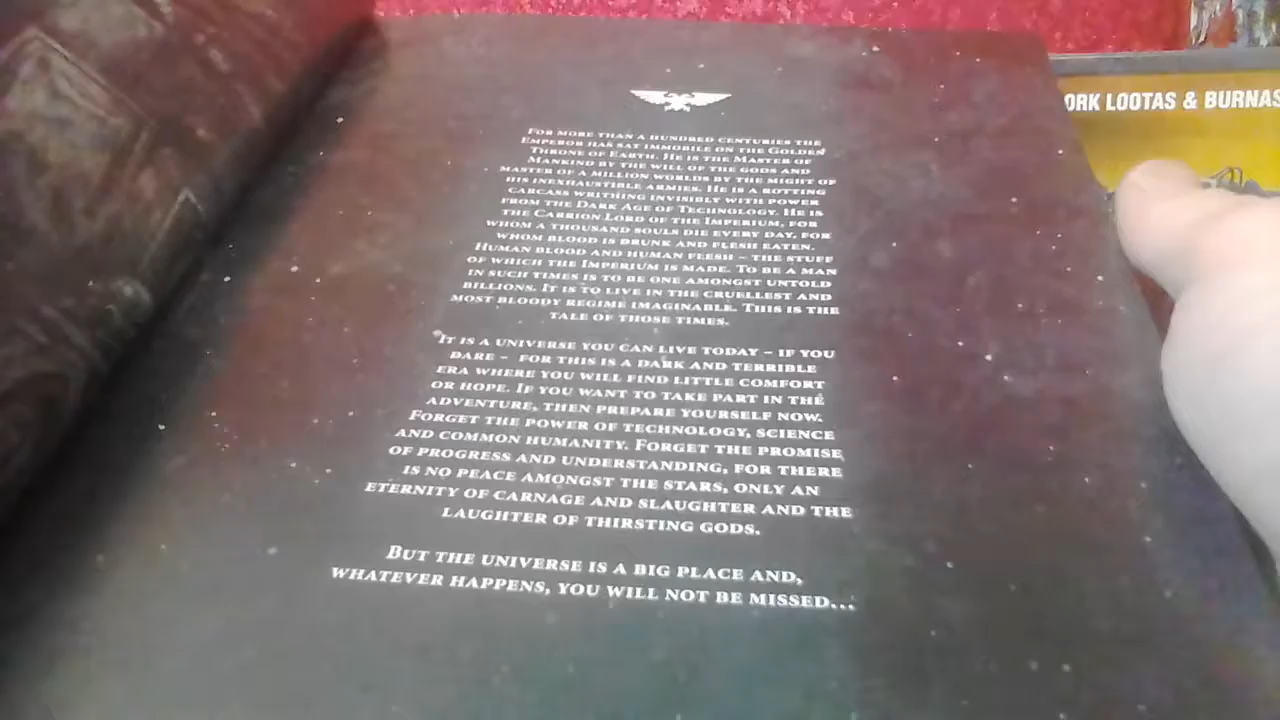 FOR MORE THAN A HUNDRED CENTURIES THE
EMPEROR HAS SAT IMMOBILE ON THE GOLDEN
THRONE OF EARTH. HE IS THE MASTER OF
MANKIND BY THE WILL OF THE GODS AND
MASTER OF A MILLION WORLDS BY THE MIGHT OF
HIS INEXHAUSTIBLE ARMIES. HE IS A ROTTING
CARCASS WRITHING INVISIBLY WITH POWER
FROM THE DARK AGE OF TECHNOLOGY. HE IS
THE CARRION LORD OF THE IMPERIUM, FOR
WHOM A THOUSAND SOULS DIE EVERY DAY, FOR
WHOM BLOOD IS DRUNK AND FLESH EATEN.
HUMAN BLOOD AND HUMAN FLESH – THE STUFF
OF WHICH THE IMPERIUM IS MADE. TO BE A MAN
IN SUCH TIMES IS TO BE ONE AMONGST UNTOLD
BILLIONS. IT IS TO LIVE IN THE CRUELLEST AND
MOST BLOODY REGIME IMAGINABLE. THIS IS THE
TALE OF THOSE TIMES.
IT IS A UNIVERSE YOU CAN LIVE TODAY – IF YOU
DARE – FOR THIS IS A DARK AND TERRIBLE
ERA WHERE YOU WILL FIND LITTLE COMFORT
OR HOPE. IF YOU WANT TO TAKE PART IN THE
ADVENTURE, THEN PREPARE YOURSELF NOW.
FORGET THE POWER OF TECHNOLOGY, SCIENCE
AND COMMON HUMANITY. FORGET THE PROMISE
OF PROGRESS AND UNDERSTANDING, FOR THERE
IS NO PEACE AMONGST THE STARS, ONLY AN
ETERNITY OF CARNAGE AND SLAUGHTER AND THE
LAUGHTER OF THIRSTING GODS.
BUT THE UNIVERSE IS A BIG PLACE AND,
WHATEVER HAPPENS, YOU WILL NOT BE MISSED...
ORK LOOTAS & BURNAS